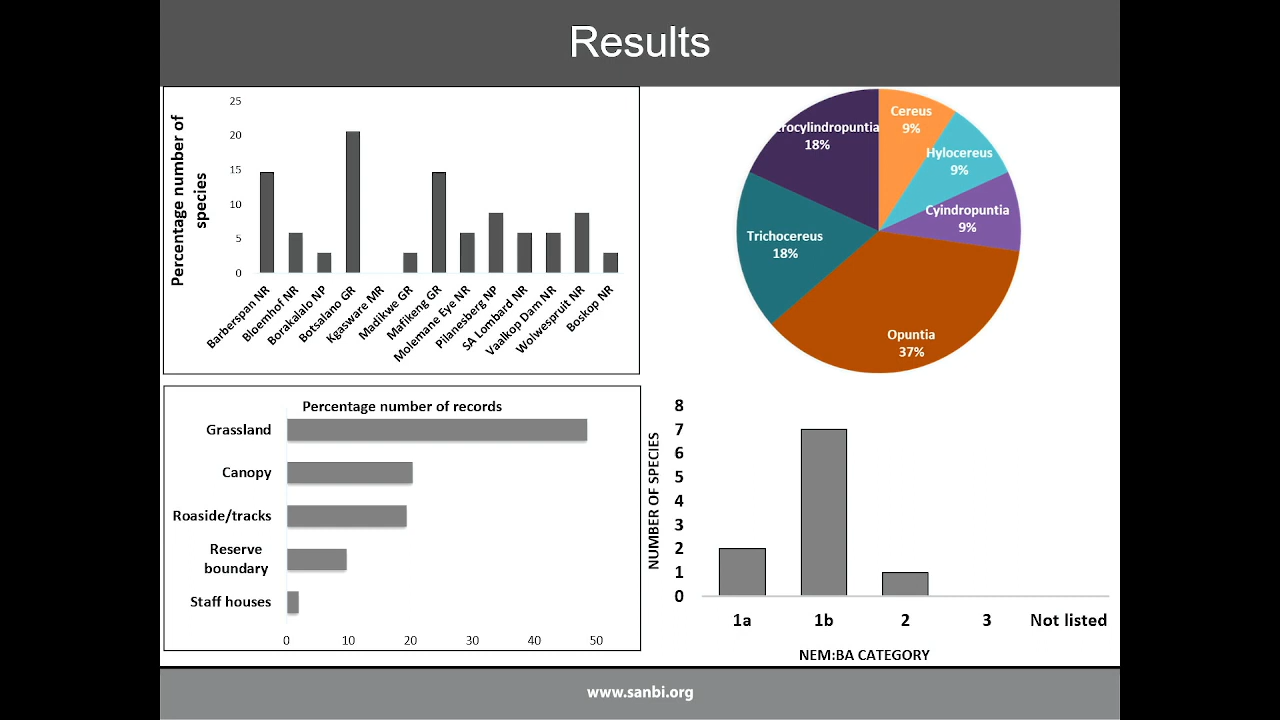 Results
Percentage number of
species
25
20
15
10
5
0
Barberspan NR
Bloemhof NR
Borakalalo NP
Botsalano GR
Kgasware MR
Madikwe GR
Mafikeng GR
Molemane Eye NR
Pilanesberg NP
SA Lombard NR
Vaalkop Dam NR
Wolwespruit NR
Boskop NR
Cereus
9%
Hylocereus
9%
Cyindropuntia
9%
Opuntia
37%
Trichocereus
18%
rocylindropuntia
18%
Percentage number of records
Grassland
Canopy
Roaside/tracks
Reserve
boundary
Staff houses
0 10 20 30 40 50
NUMBER OF SPECIES
8
7
6
5
4
3
2
1
0
1a 1b 2 3 Not listed
NEM:BA CATEGORY
www.sanbi.org